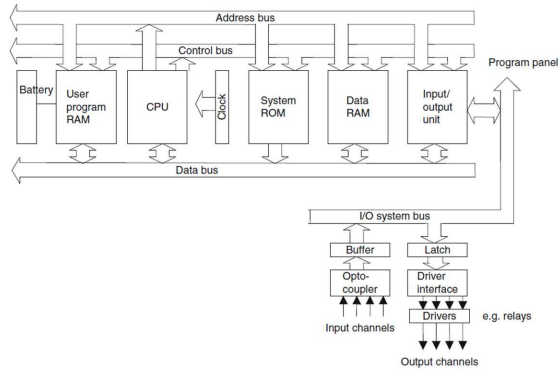 Address bus
Control bus
Program panel
Battery
User
program
RAM
CPU
Clock
System
ROM
Data
RAM
Input/
output
unit
Data bus
I/O system bus
Buffer
Latch
Opto-
coupler
Driver
interface
Drivers
e.g. relays
Input channels
Output channels